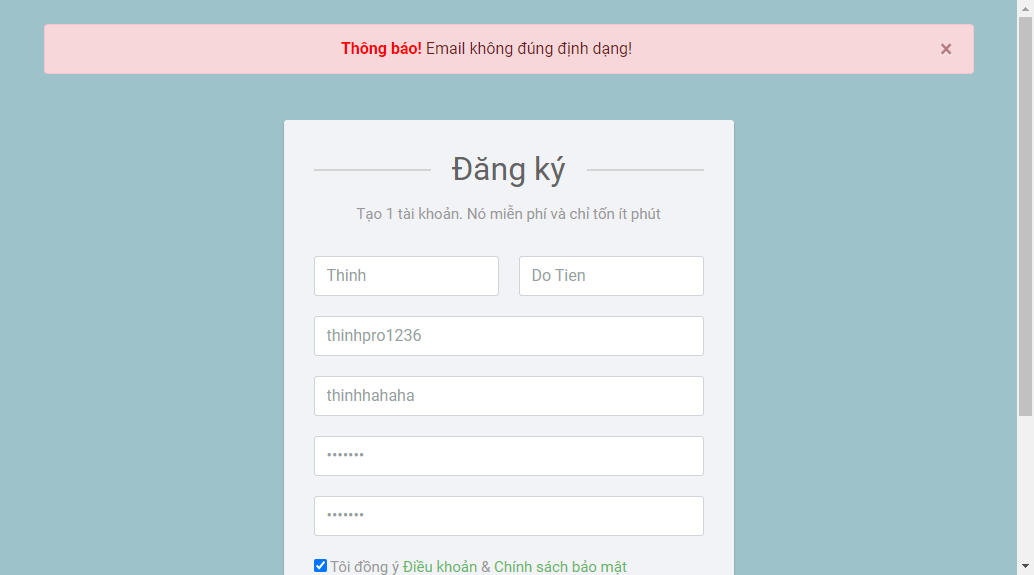 Thông báo! Email không đúng định dạng! ×
Đăng ký
Tạo 1 tài khoản. Nó miễn phí và chỉ tốn ít phút
Thinh Do Tien
thinhpro1236
thinhhahaha
•••••••
•••••••
Tôi đồng ý Điều khoản & Chính sách bảo mật